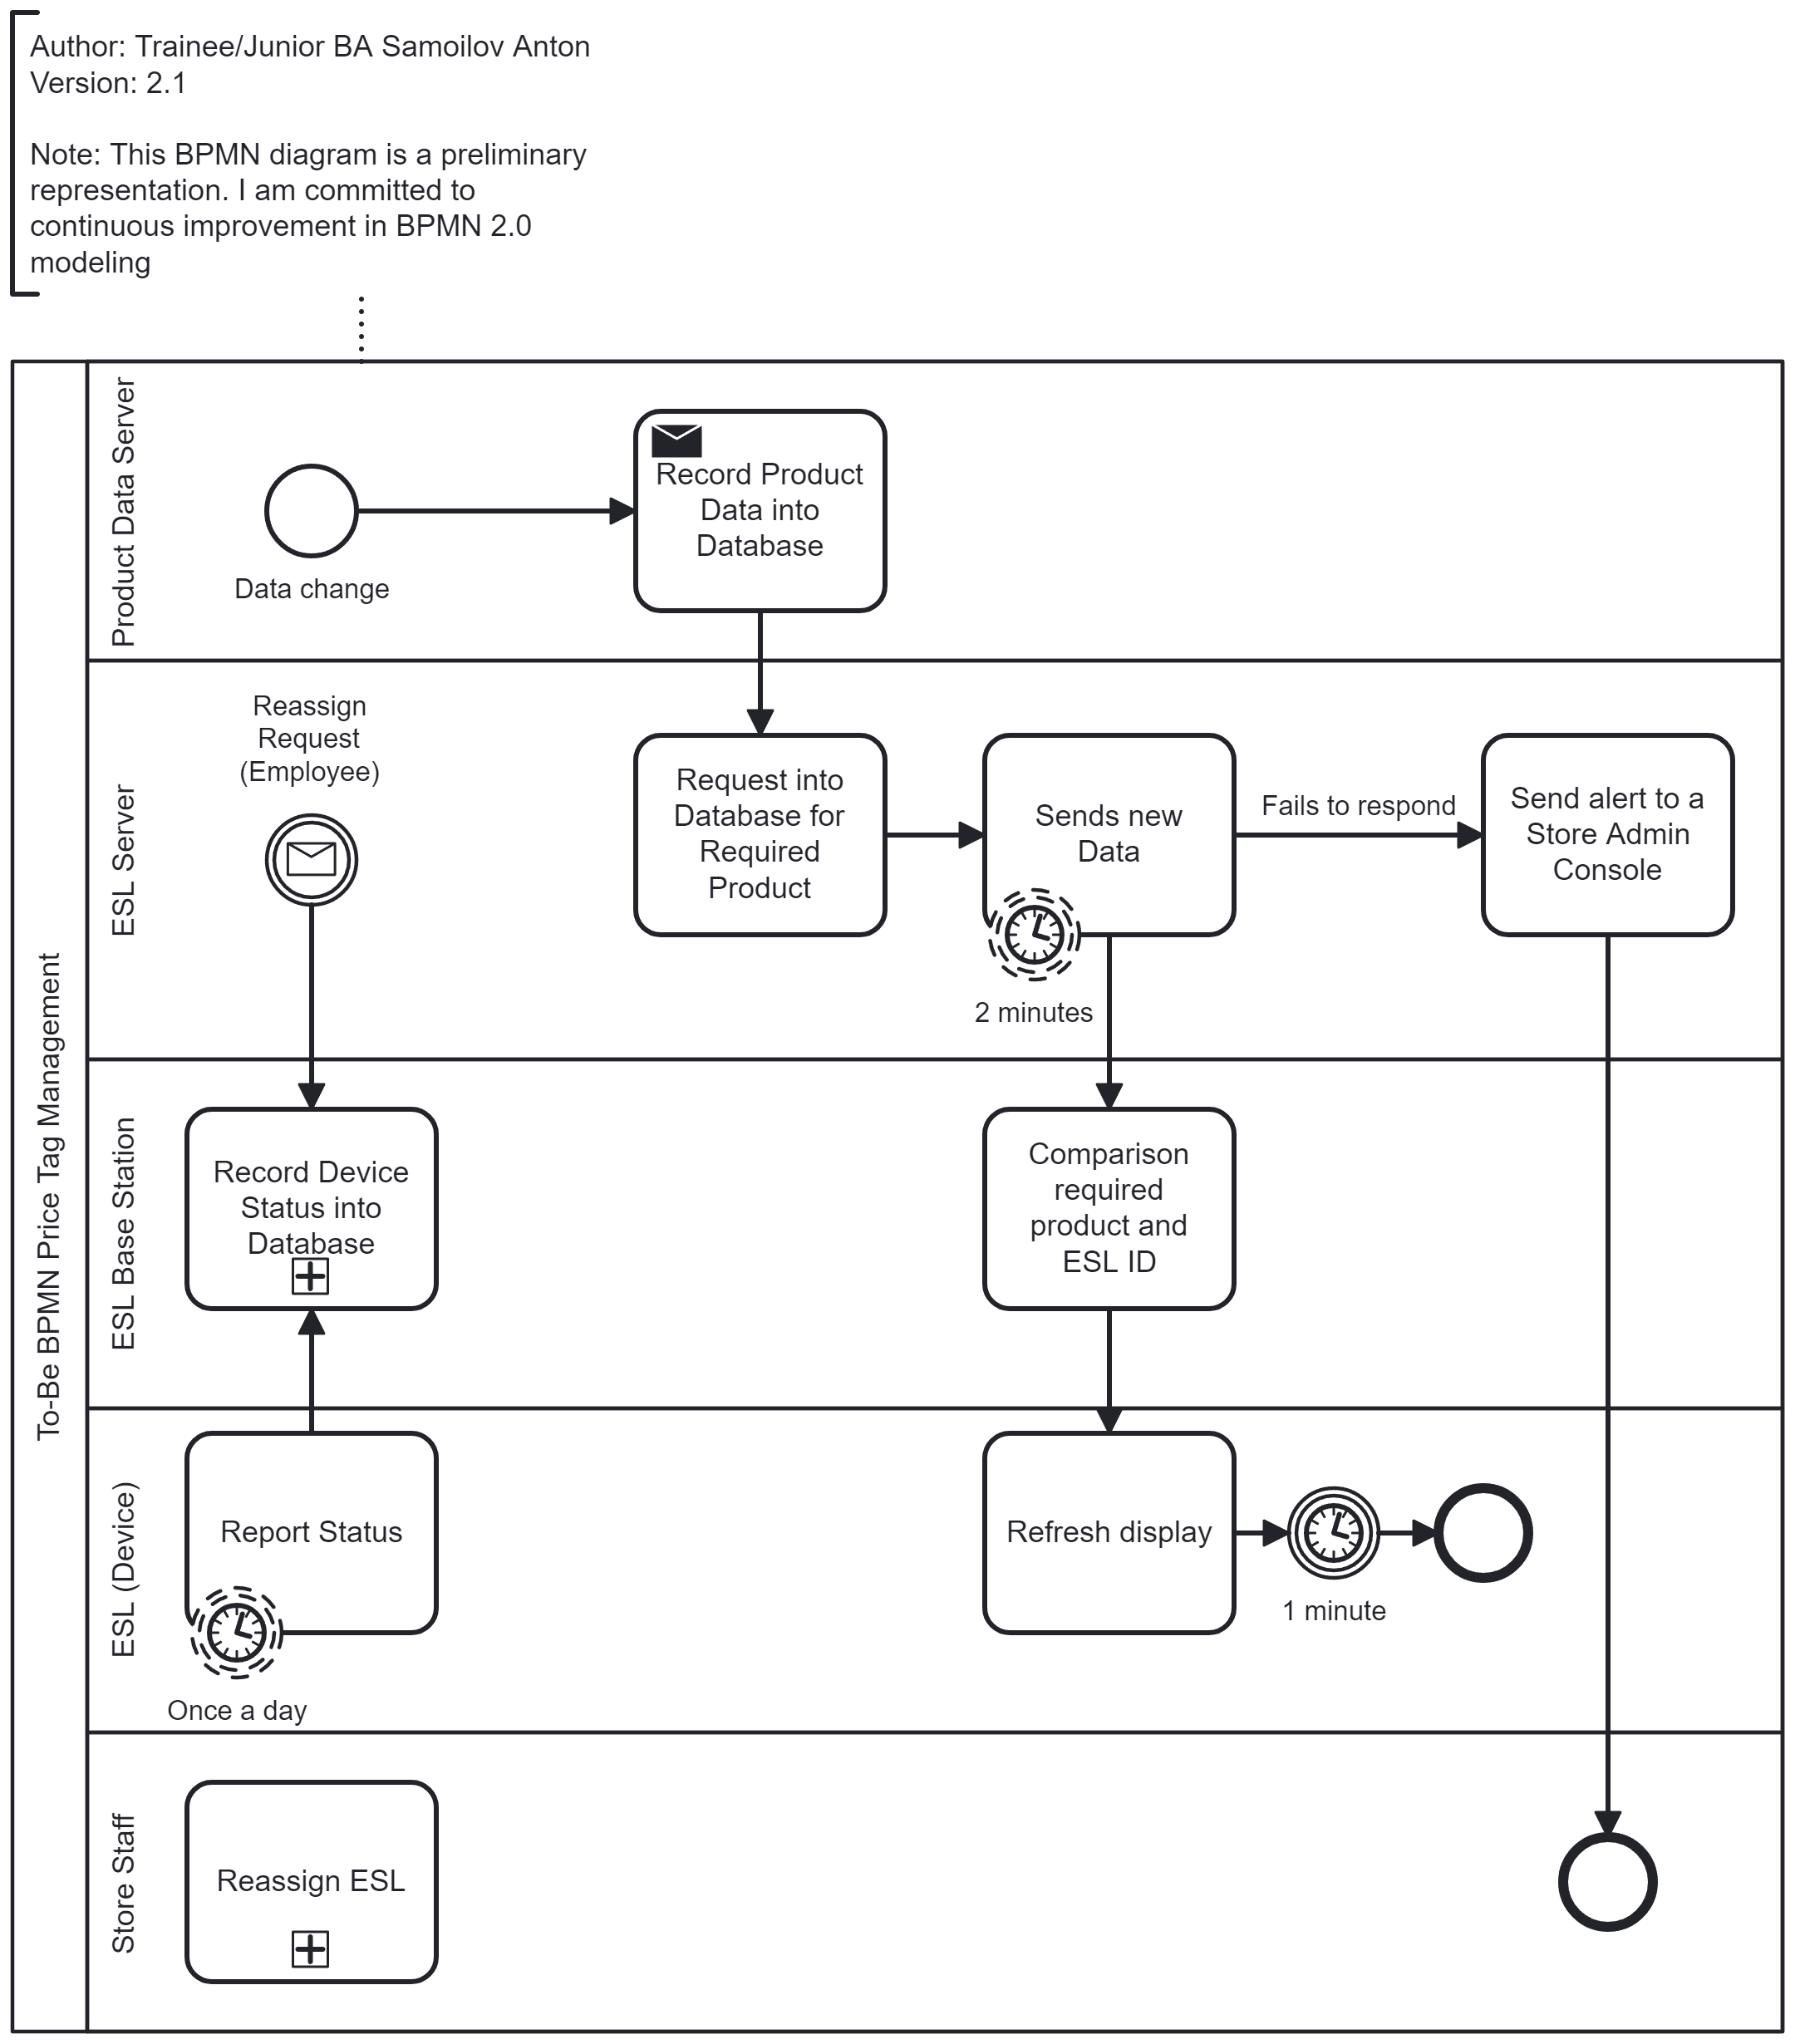 Author: Trainee/Junior BA Samoilov Anton
Version: 2.1
Note: This BPMN diagram is a preliminary
representation. I am committed to
continuous improvement in BPMN 2.0
modeling
To-Be BPMN Price Tag Management
Product Data Server
Data change
Record Product
Data into
Database
ESL Server
Reassign
Request
(Employee)
Request into
Database for
Required
Product
Sends new
Data
2 minutes
Fails to respond
Send alert to a
Store Admin
Console
ESL Base Station
Record Device
Status into
Database
Comparison
required
product and
ESL ID
ESL (Device)
Report Status
Once a day
Refresh display
1 minute
Store Staff
Reassign ESL